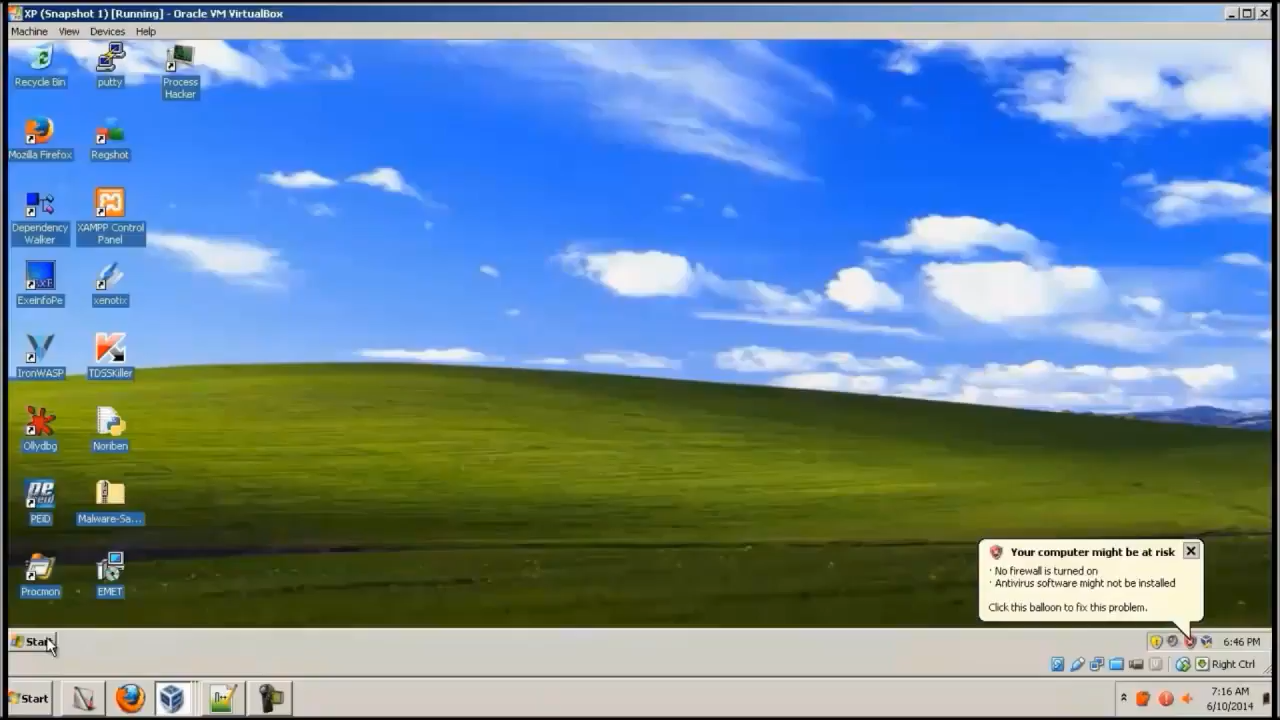 XP (Snapshot 1) [Running] - Oracle VM VirtualBox
Machine View Devices Help
Recycle Bin
putty
Process
Hacker
Mozilla Firefox
Regshot
Dependency
Walker
XAMPP Control
Panel
ExeinfoPe
xenotix
IronWASP
TDSSKiller
Ollydbg
Noriben
PEiD
Malware-Sa...
Procmon
EMET
Your computer might be at risk
· No firewall is turned on
· Antivirus software might not be installed
Click this balloon to fix this problem.
Start
6:46 PM
Right Ctrl
Start
7:16 AM
6/10/2014